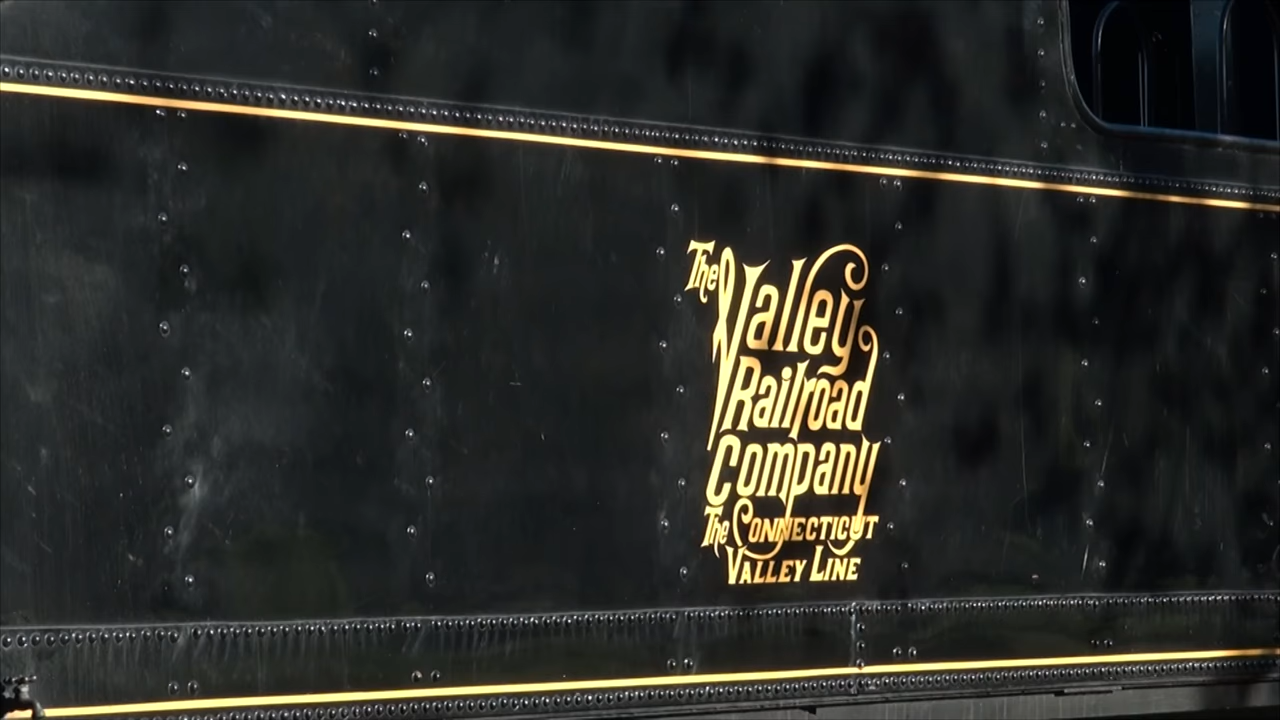 The
Valley
Railroad
Company
The CONNECTICUT
VALLEY LINE